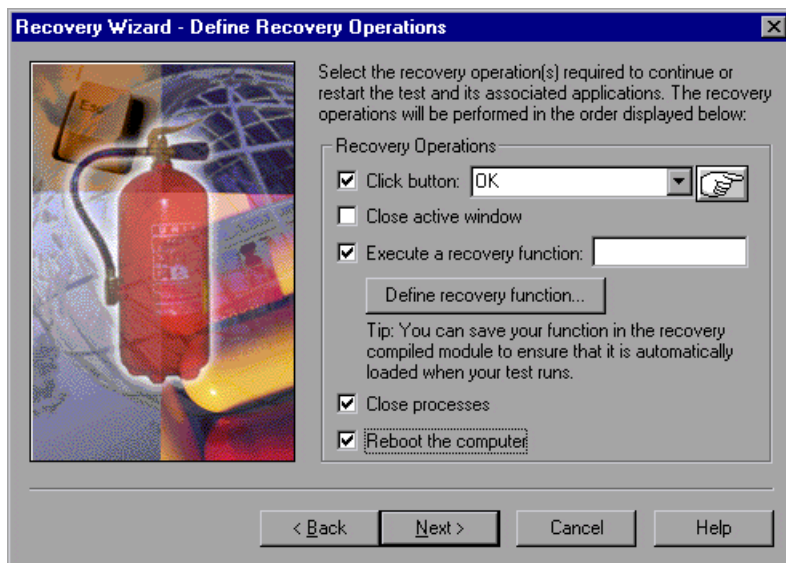 Recovery Wizard - Define Recovery Operations
Select the recovery operation(s) required to continue or
restart the test and its associated applications. The recovery
operations will be performed in the order displayed below:
Recovery Operations
Click button: OK
Close active window
Execute a recovery function:
Define recovery function...
Tip: You can save your function in the recovery
compiled module to ensure that it is automatically
loaded when your test runs.
Close processes
Reboot the computer
< Back Next > Cancel Help
Esc